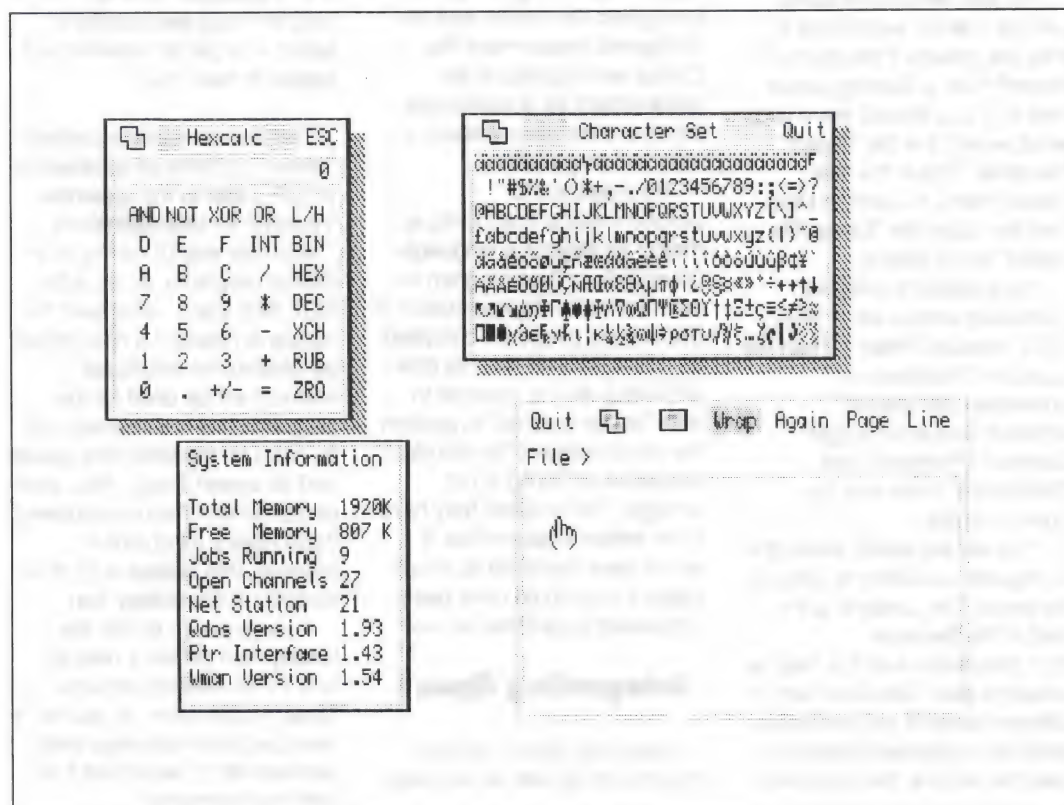 Hexcalc ESC
0
AND NOT XOR OR L/H
D E F INT BIN
A B C / HEX
7 8 9 * DEC
4 5 6 - XCH
1 2 3 + RUB
0 . +/- = ZRO
Character Set Quit
!"#$%&'()*+,-./0123456789:;<=>?
@ABCDEFGHIJKLMNOPQRSTUVWXYZ[\]^_
£abcdefghijklmnopqrstuvwxyz{|}~©
System Information
Total Memory 1920K
Free Memory 807 K
Jobs Running 9
Open Channels 27
Net Station 21
Qdos Version 1.93
Ptr Interface 1.43
Wman Version 1.54
Quit Wrap Again Page Line
File >